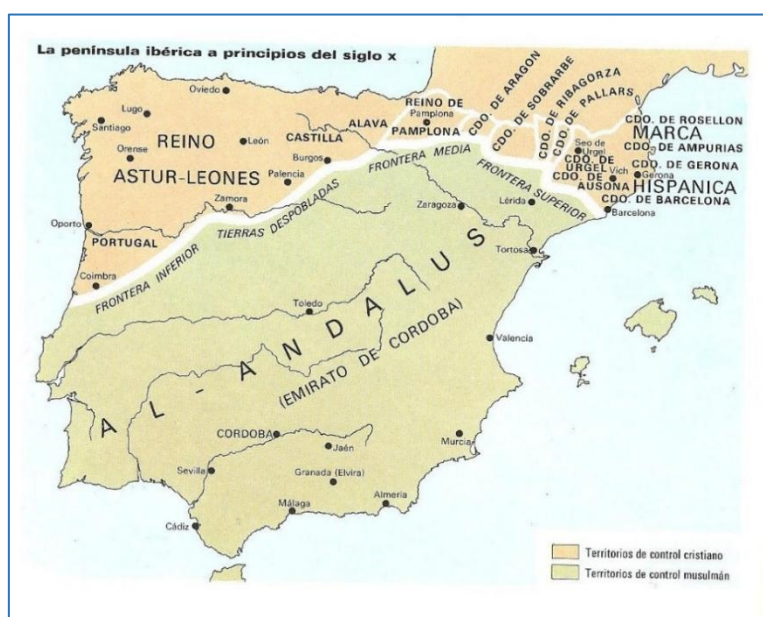 La península ibérica a principios del siglo x
Oviedo
Lugo
Santiago
REINO
León
Orense
ASTUR-LEONES
CASTILLA
Burgos
Palencia
Zamora
Oporto
PORTUGAL
Coimbra
ALAVA
REINO DE
Pamplona
PAMPLONA
CDO. DE ARAGON
CDO. DE SOBRARBE
CDO. DE RIBAGORZA
CDO. DE PALLARS
CDO. DE ROSELLON
MARCA
CDO. DE AMPURIAS
Seo de
Urgel
CDO. DE
URGEL
Vich
CDO. DE GERONA
Gerona
CDO. DE
AUSONA
HISPANICA
CDO. DE BARCELONA
Barcelona
FRONTERA MEDIA
FRONTERA SUPERIOR
TIERRAS DESPOBLADAS
FRONTERA INFERIOR
Zaragoza
Lérida
Tortosa
Toledo
Valencia
AL-ANDALUS
(EMIRATO DE CORDOBA)
CORDOBA
Jaén
Murcia
Sevilla
Granada (Elvira)
Almería
Málaga
Cádiz
Territorios de control cristiano
Territorios de control musulmán